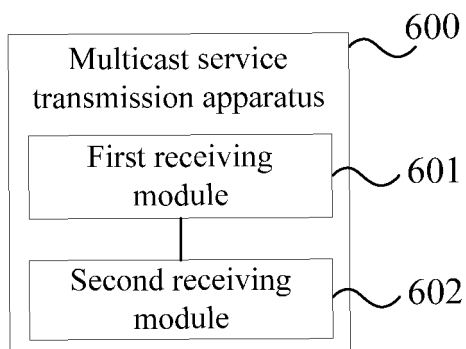 600
Multicast service
transmission apparatus
First receiving
module
601
Second receiving
module
602